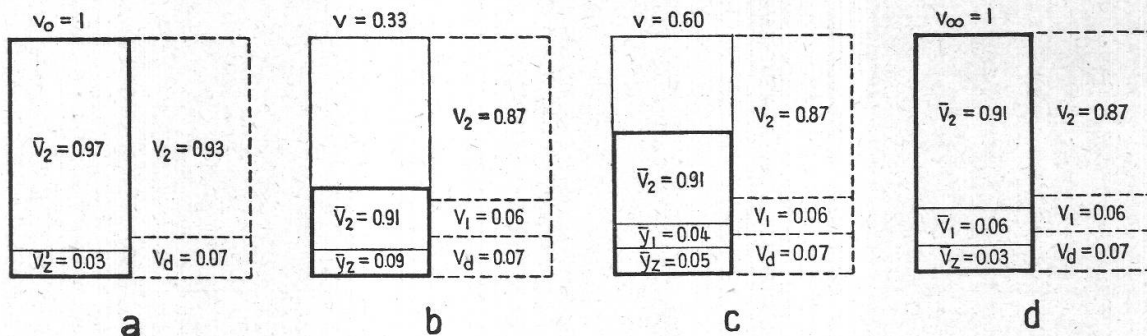 v₀ = 1
V̄₂ = 0.97
V₂ = 0.93
V̄'z = 0.03
Vd = 0.07
a
v = 0.33
V₂ = 0.87
V̄₂ = 0.91
V₁ = 0.06
ȳz = 0.09
Vd = 0.07
b
v = 0.60
V₂ = 0.87
V̄₂ = 0.91
V₁ = 0.06
ȳ₁ = 0.04
ȳz = 0.05
Vd = 0.07
c
v∞ = 1
V̄₂ = 0.91
V₂ = 0.87
V₁ = 0.06
V̄₁ = 0.06
V̄z = 0.03
Vd = 0.07
d